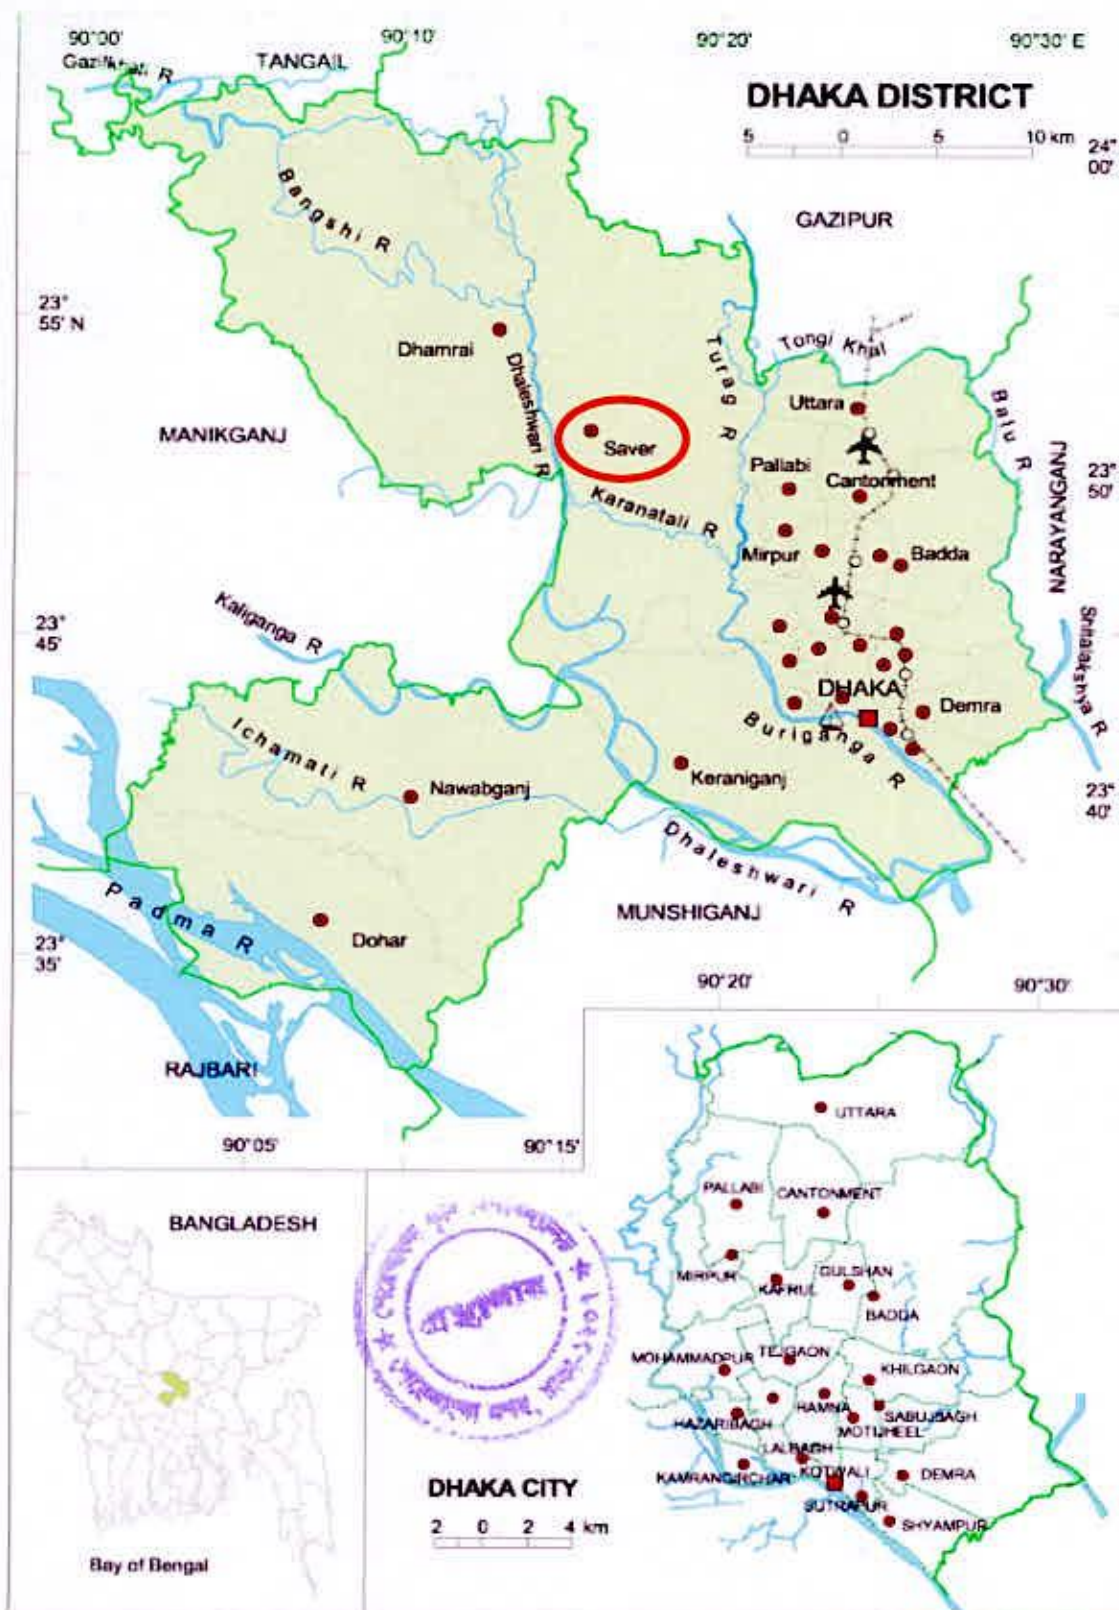 90°00'
90°10'
90°20'
90°30' E
TANGAIL
DHAKA DISTRICT
5 0 5 10 km
24°
00'
Bangshi R
GAZIPUR
23°
55' N
Dhamrai
Dhaleshwari R
Turag R
Tongi Khal
Uttara
Balu R
MANIKGANJ
Saver
Pallabi
Cantonment
23°
50'
NARAYANGANJ
Karanatali R
Mirpur
Badda
Kaliganga R
23°
45'
Shitalakshya R
DHAKA
Demra
Ichamati R
Buriganga R
Nawabganj
Keraniganj
23°
40'
Dhaleshwari R
Padma R
MUNSHIGANJ
Dohar
23°
35'
90°20'
90°30'
RAJBARI
90°05'
90°15'
UTTARA
PALLABI
CANTONMENT
BANGLADESH
MIRPUR
KAFRUL
GULSHAN
BADDA
MOHAMMADPUR
TEJGAON
KHILGAON
HAZARIBAGH
RAMNA
SABUJBAGH
MOTIJHEEL
LALBAGH
KAMRANGIRCHAR
KOTWALI
DEMRA
SUTRAPUR
SHYAMPUR
DHAKA CITY
2 0 2 4 km
Bay of Bengal